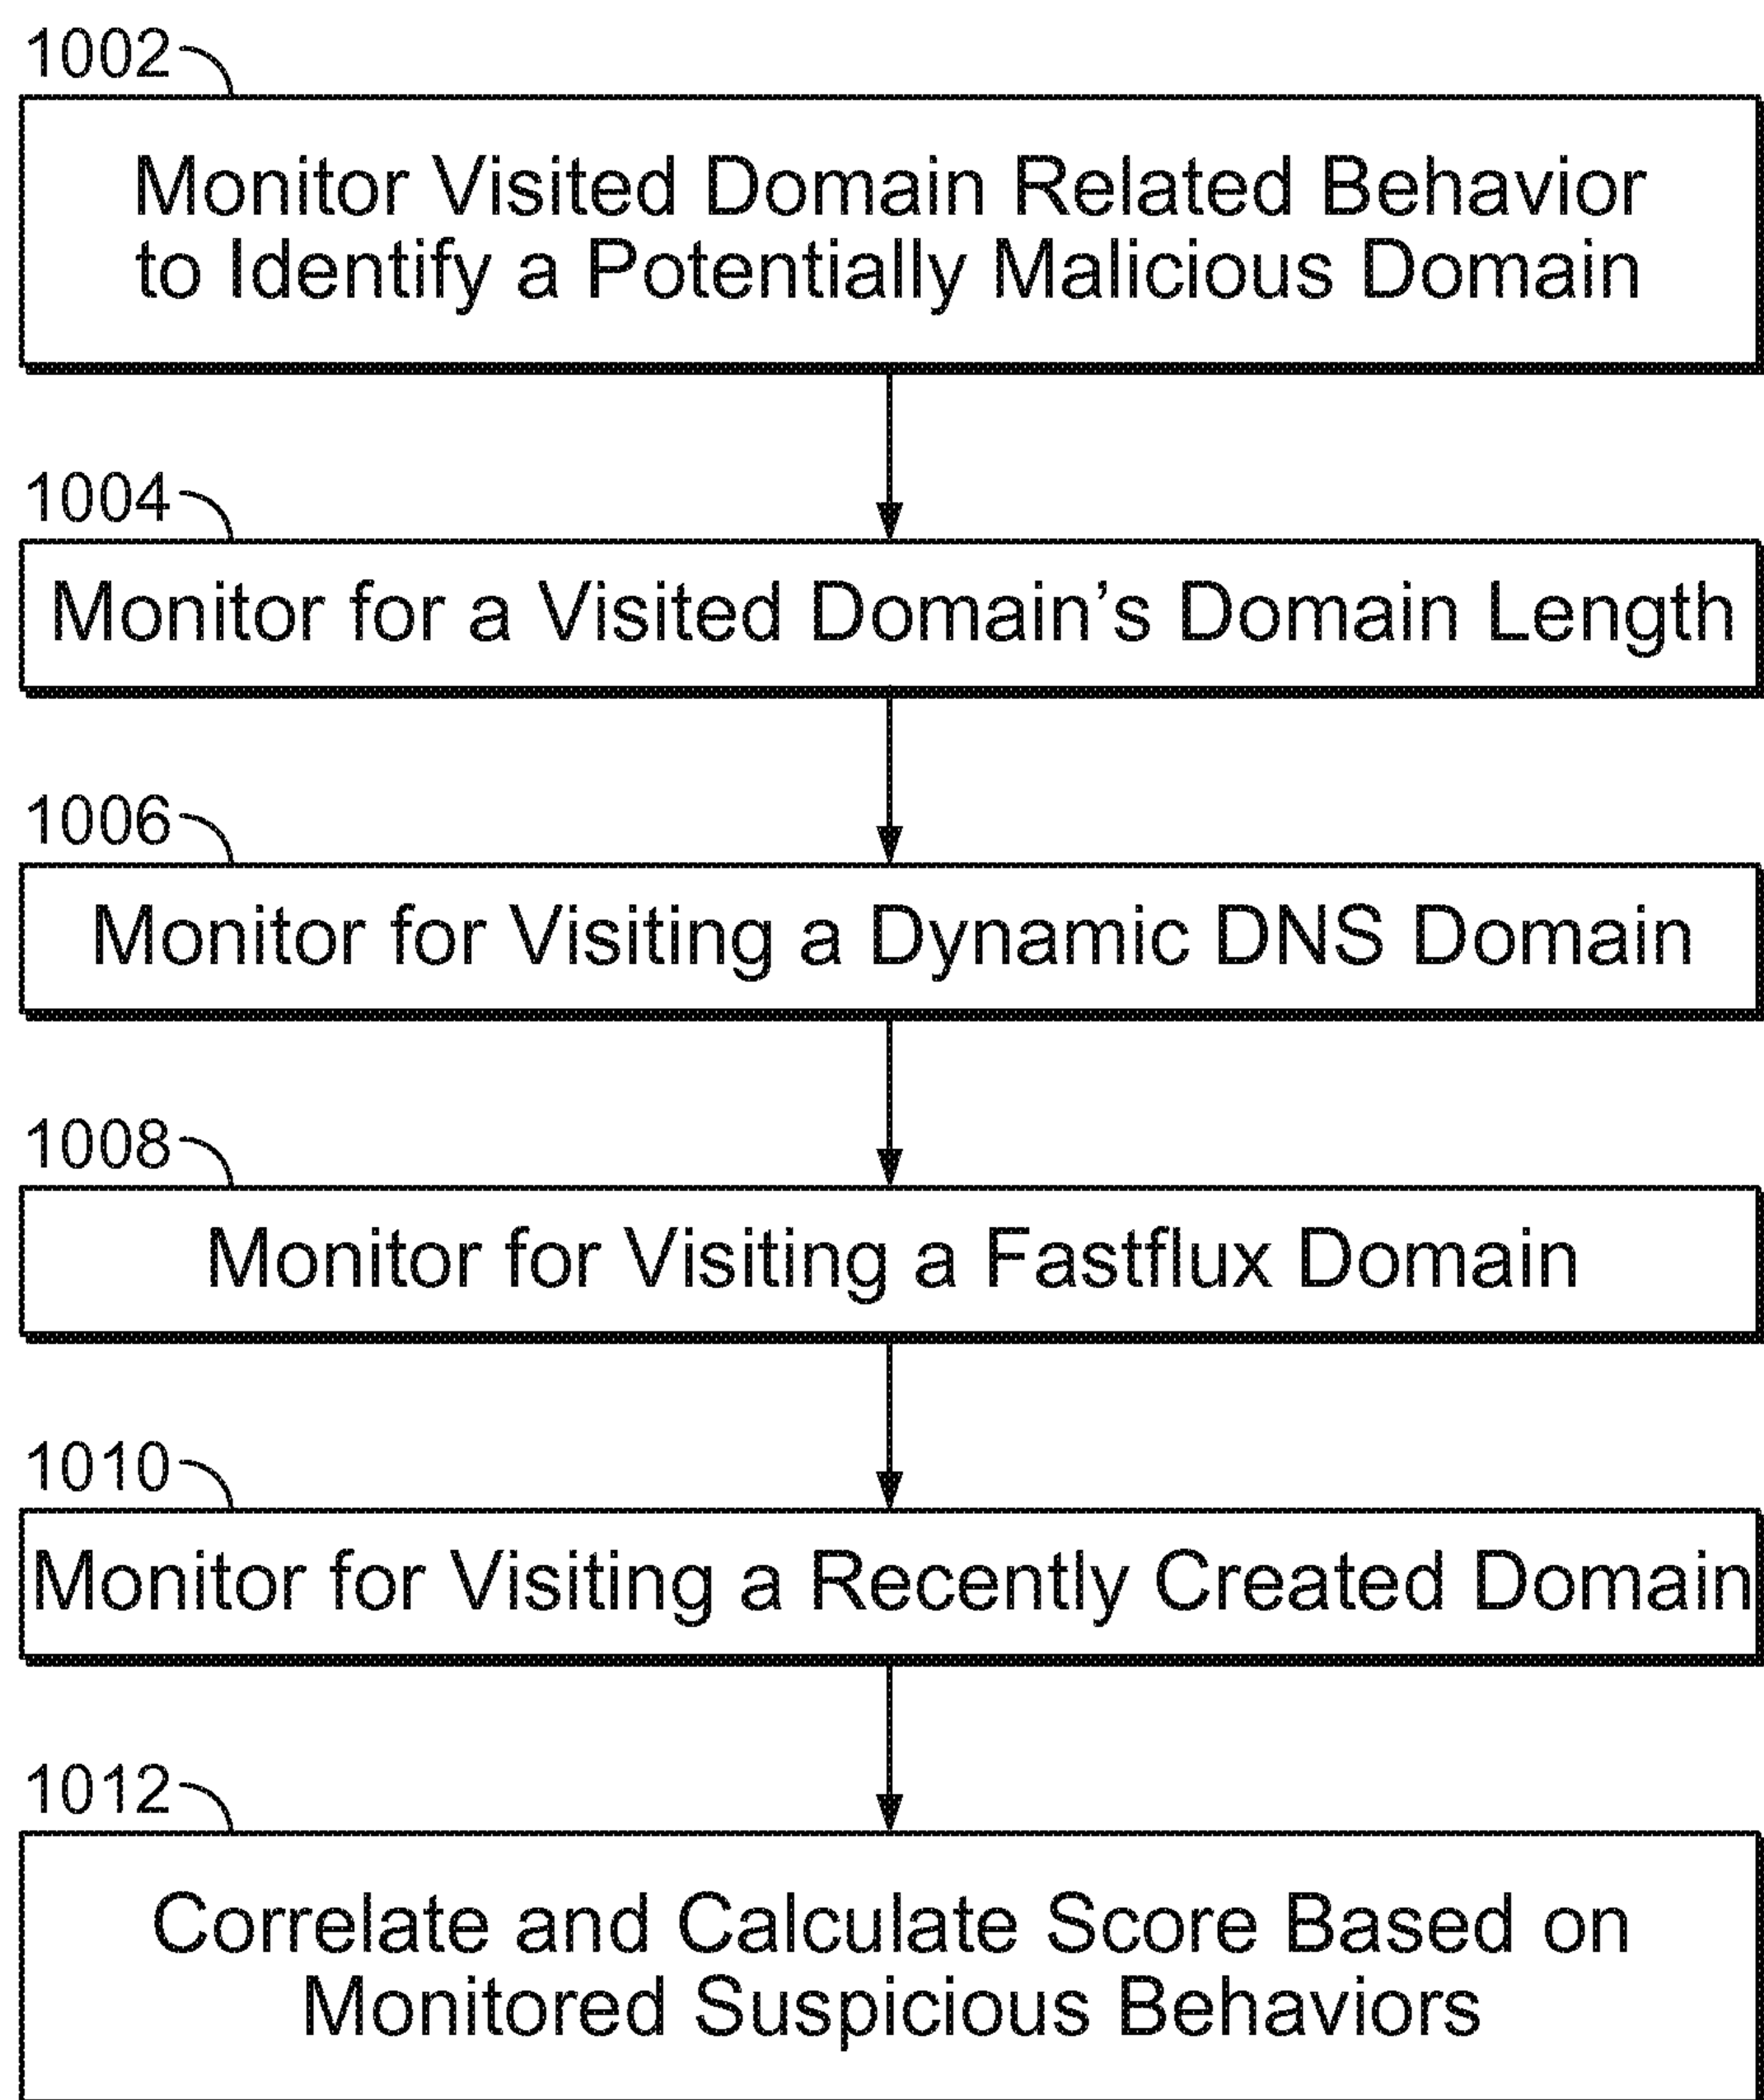 1002
Monitor Visited Domain Related Behavior
to Identify a Potentially Malicious Domain
1004
Monitor for a Visited Domain’s Domain Length
1006
Monitor for Visiting a Dynamic DNS Domain
1008
Monitor for Visiting a Fastflux Domain
1010
Monitor for Visiting a Recently Created Domain
1012
Correlate and Calculate Score Based on
Monitored Suspicious Behaviors